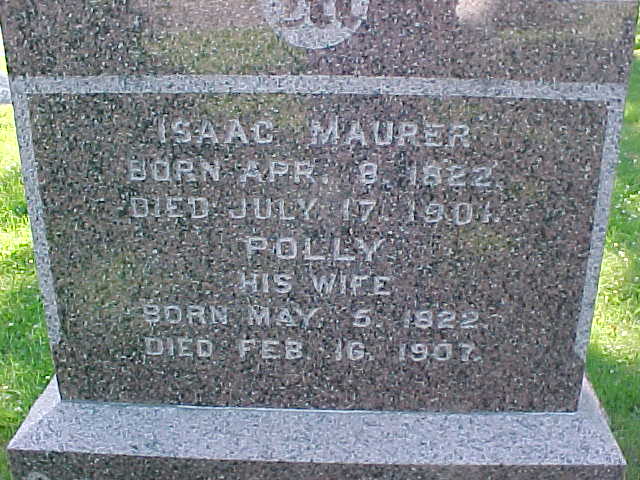 ISAAC MAURER
BORN APR. 8, 1822.
DIED JULY 17, 1901.
POLLY
HIS WIFE
BORN MAY 5, 1822.
DIED FEB. 16, 1907.